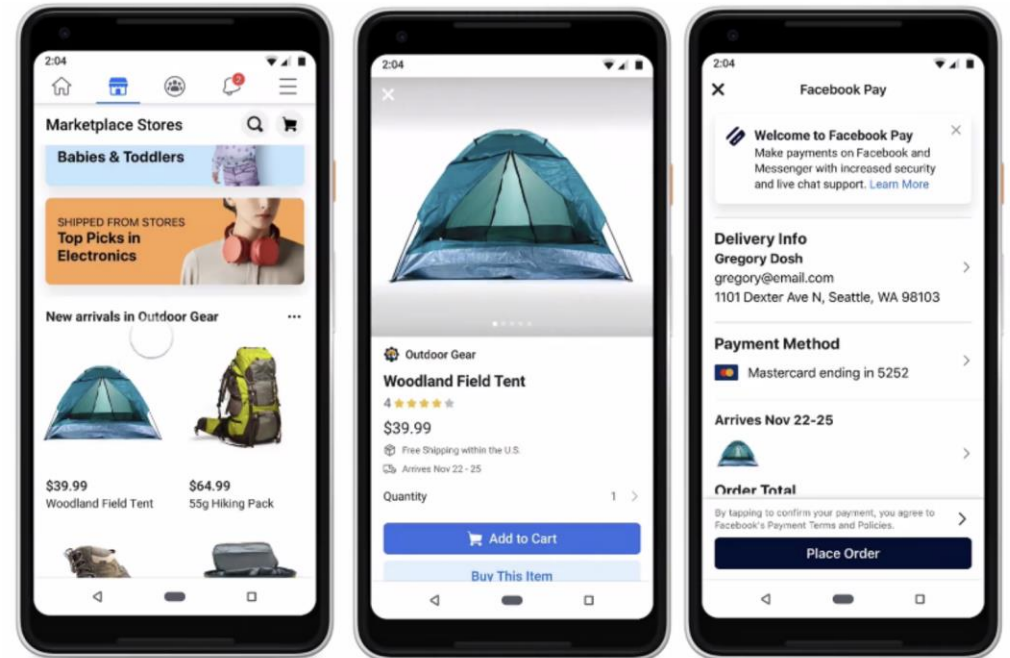 2:04
7
Marketplace Stores
Babies & Toddlers
SHIPPED FROM STORES
Top Picks in
Electronics
New arrivals in Outdoor Gear
$39.99
Woodland Field Tent
$64.99
55g Hiking Pack
2:04
Outdoor Gear
Woodland Field Tent
4
$39.99
Free Shipping within the U.S.
Arrives Nov 22 - 25
Quantity 1
Add to Cart
Buy This Item
2:04
Facebook Pay
Welcome to Facebook Pay
Make payments on Facebook and
Messenger with increased security
and live chat support. Learn More
Delivery Info
Gregory Dosh
gregory@email.com
1101 Dexter Ave N, Seattle, WA 98103
Payment Method
Mastercard ending in 5252
Arrives Nov 22-25
Order Total
By tapping to confirm your payment, you agree to
Facebook's Payment Terms and Policies.
Place Order